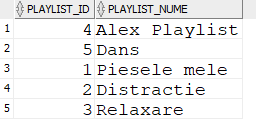 PLAYLIST_ID PLAYLIST_NUME
1 4 Alex Playlist
2 5 Dans
3 1 Piesele mele
4 2 Distractie
5 3 Relaxare